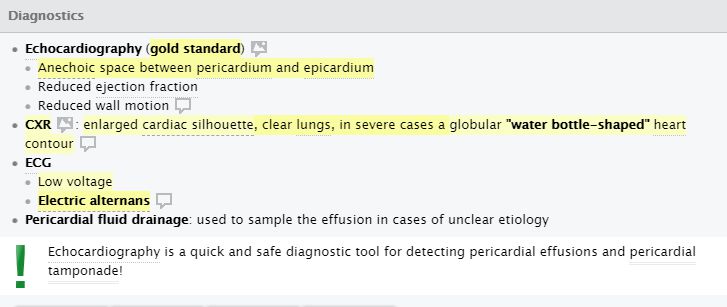 Diagnostics
Echocardiography (gold standard)
Anechoic space between pericardium and epicardium
Reduced ejection fraction
Reduced wall motion
CXR : enlarged cardiac silhouette, clear lungs, in severe cases a globular "water bottle-shaped" heart
contour
ECG
Low voltage
Electric alternans
Pericardial fluid drainage: used to sample the effusion in cases of unclear etiology
! Echocardiography is a quick and safe diagnostic tool for detecting pericardial effusions and pericardial
tamponade!